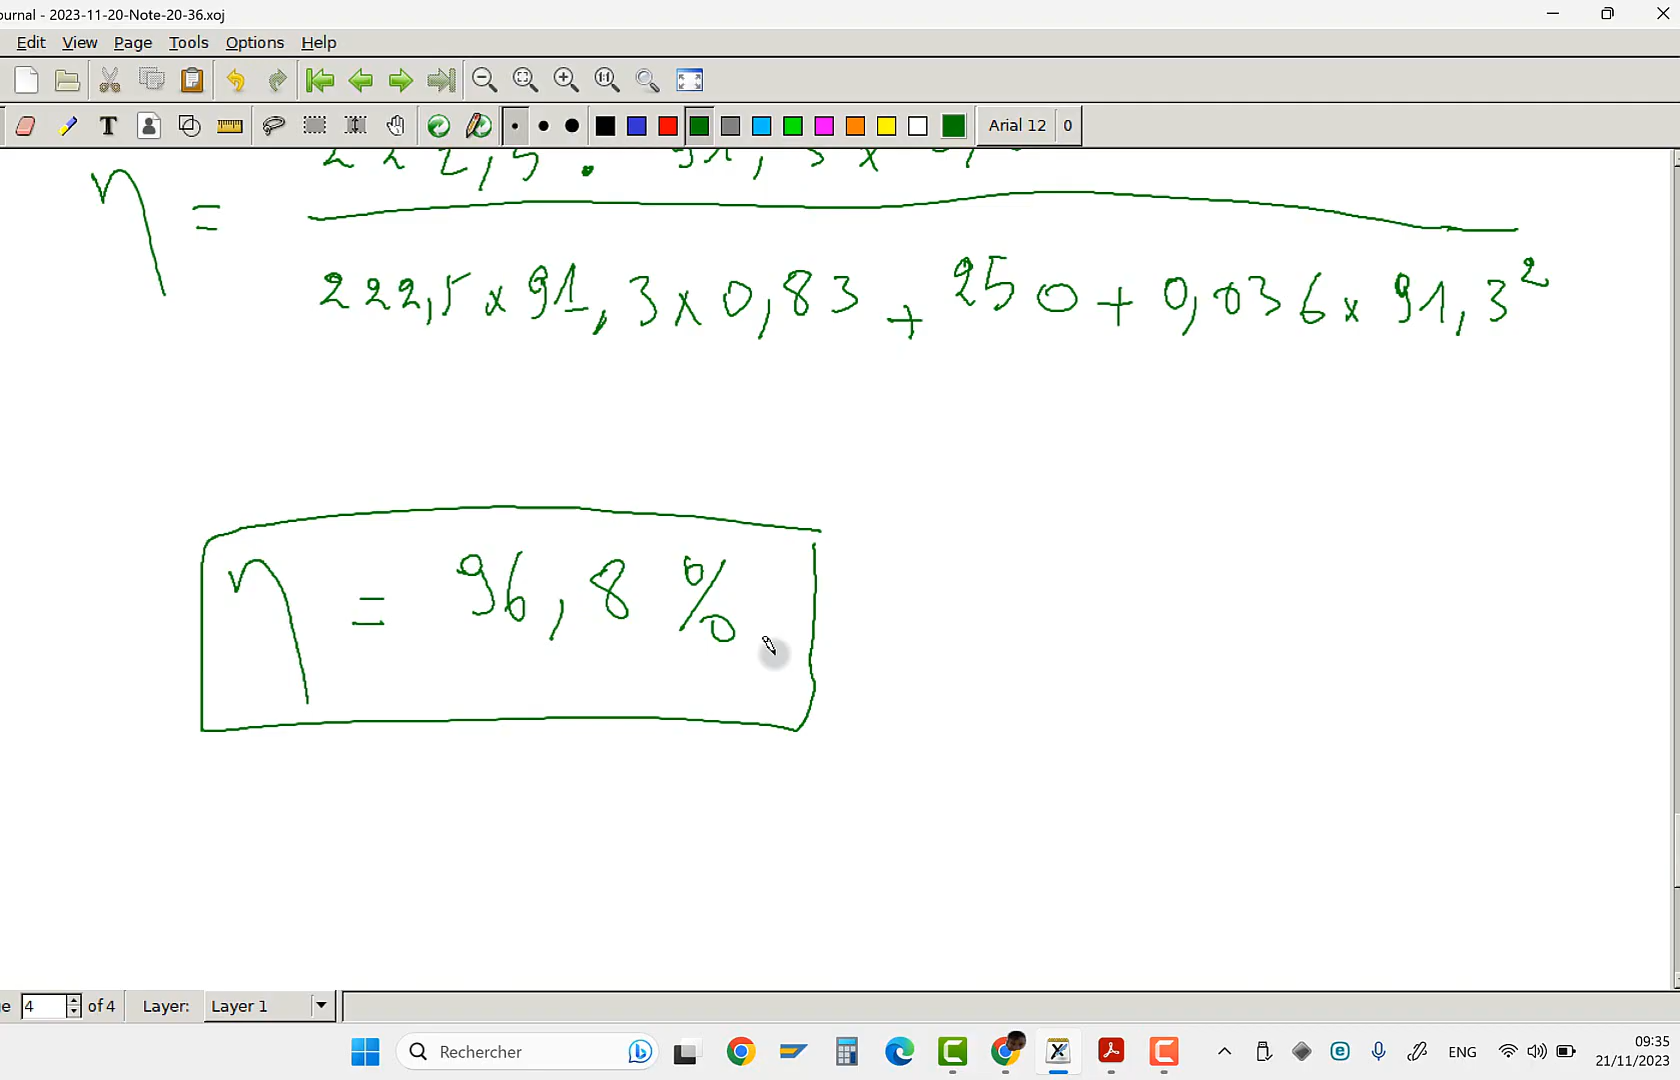 ournal - 2023-11-20-Note-20-36.xoj
Edit View Page Tools Options Help
Arial 12 0
η =
222,5 × 91,3 × 0,83 + 250 + 0,036 × 91,3²
η = 96,8 %
e 4 of 4 Layer: Layer 1
Rechercher
ENG
09:35
21/11/2023